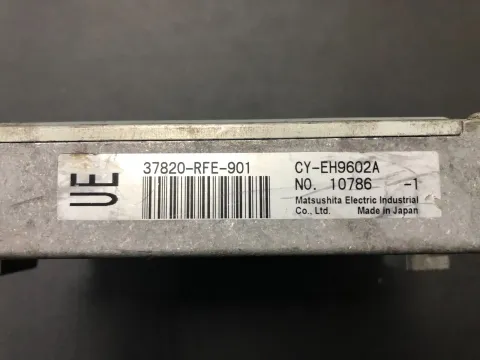 UE
37820-RFE-901
CY-EH9602A
NO. 10786 -1
Matsushita Electric Industrial
Co., Ltd. Made in Japan